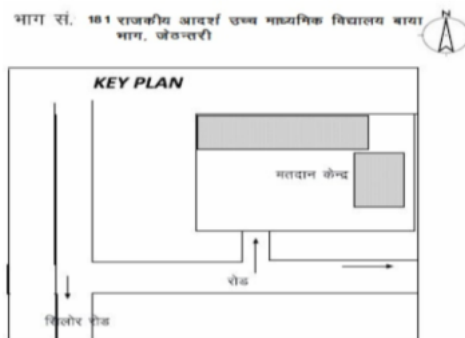 भाग सं. 181 राजकीय आदर्श उच्च माध्यमिक विद्यालय बाया
भाग, जेठन्तरी
N
KEY PLAN
मतदान केन्द्र
रोड
सिलोर रोड